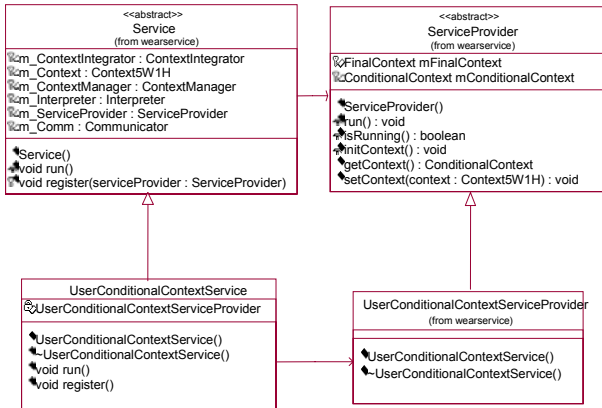 <<abstract>>
Service
(from wearservice)
m_ContextIntegrator : ContextIntegrator
m_Context : Context5W1H
m_ContextManager : ContextManager
m_Interpreter : Interpreter
m_ServiceProvider : ServiceProvider
m_Comm : Communicator
Service()
void run()
void register(serviceProvider : ServiceProvider)
<<abstract>>
ServiceProvider
(from wearservice)
FinalContext mFinalContext
ConditionalContext mConditionalContext
ServiceProvider()
run() : void
isRunning() : boolean
initContext() : void
getContext() : ConditionalContext
setContext(context : Context5W1H) : void
UserConditionalContextService
UserConditionalContextServiceProvider
UserConditionalContextService()
~UserConditionalContextService()
void run()
void register()
UserConditionalContextServiceProvider
(from wearservice)
UserConditionalContextService()
~UserConditionalContextService()